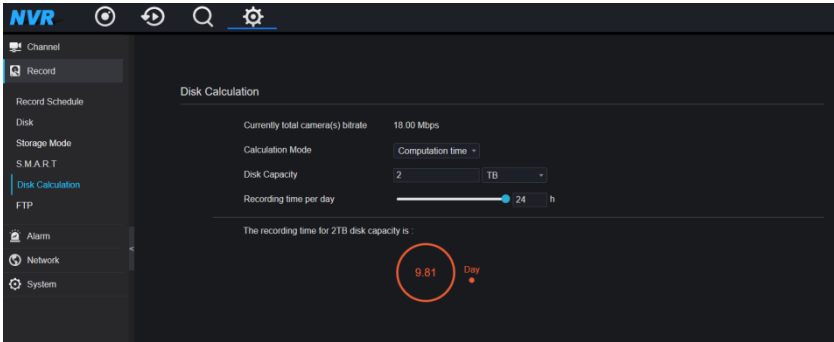 NVR
Channel
Record
Record Schedule
Disk
Storage Mode
S.M.A.R.T
Disk Calculation
FTP
Alarm
Network
System
Disk Calculation
Currently total camera(s) bitrate 18.00 Mbps
Calculation Mode Computation time
Disk Capacity 2 TB
Recording time per day 24 h
The recording time for 2TB disk capacity is :
9.81 Day